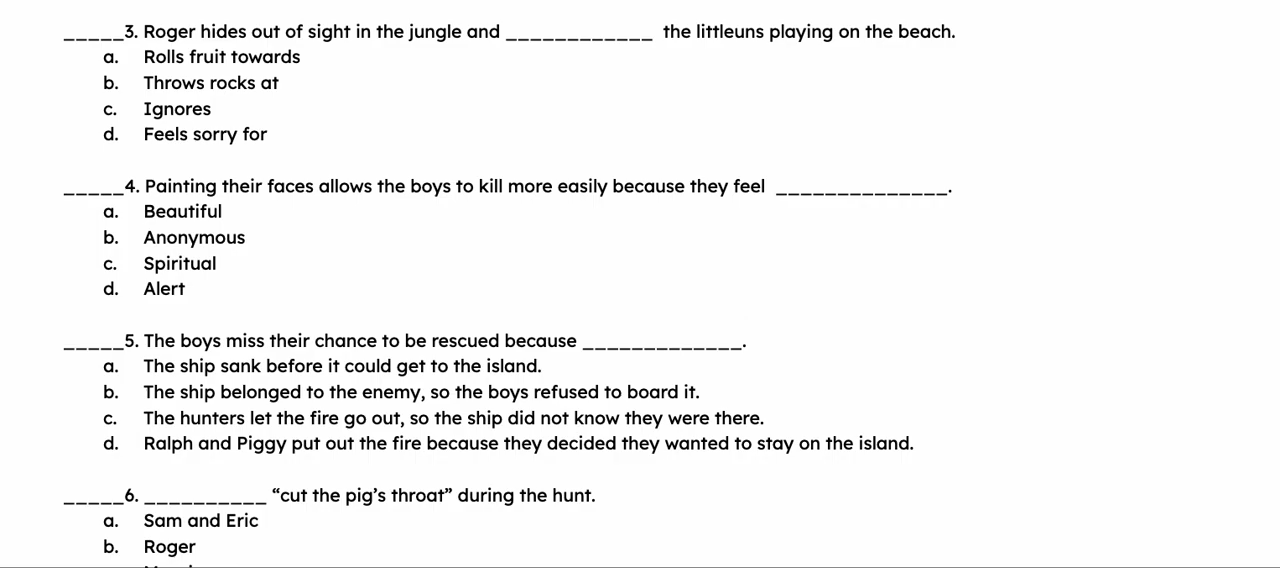 _____3. Roger hides out of sight in the jungle and ____________ the littleuns playing on the beach.
a. Rolls fruit towards
b. Throws rocks at
c. Ignores
d. Feels sorry for
_____4. Painting their faces allows the boys to kill more easily because they feel ______________.
a. Beautiful
b. Anonymous
c. Spiritual
d. Alert
_____5. The boys miss their chance to be rescued because _____________.
a. The ship sank before it could get to the island.
b. The ship belonged to the enemy, so the boys refused to board it.
c. The hunters let the fire go out, so the ship did not know they were there.
d. Ralph and Piggy put out the fire because they decided they wanted to stay on the island.
_____6. __________ “cut the pig’s throat” during the hunt.
a. Sam and Eric
b. Roger